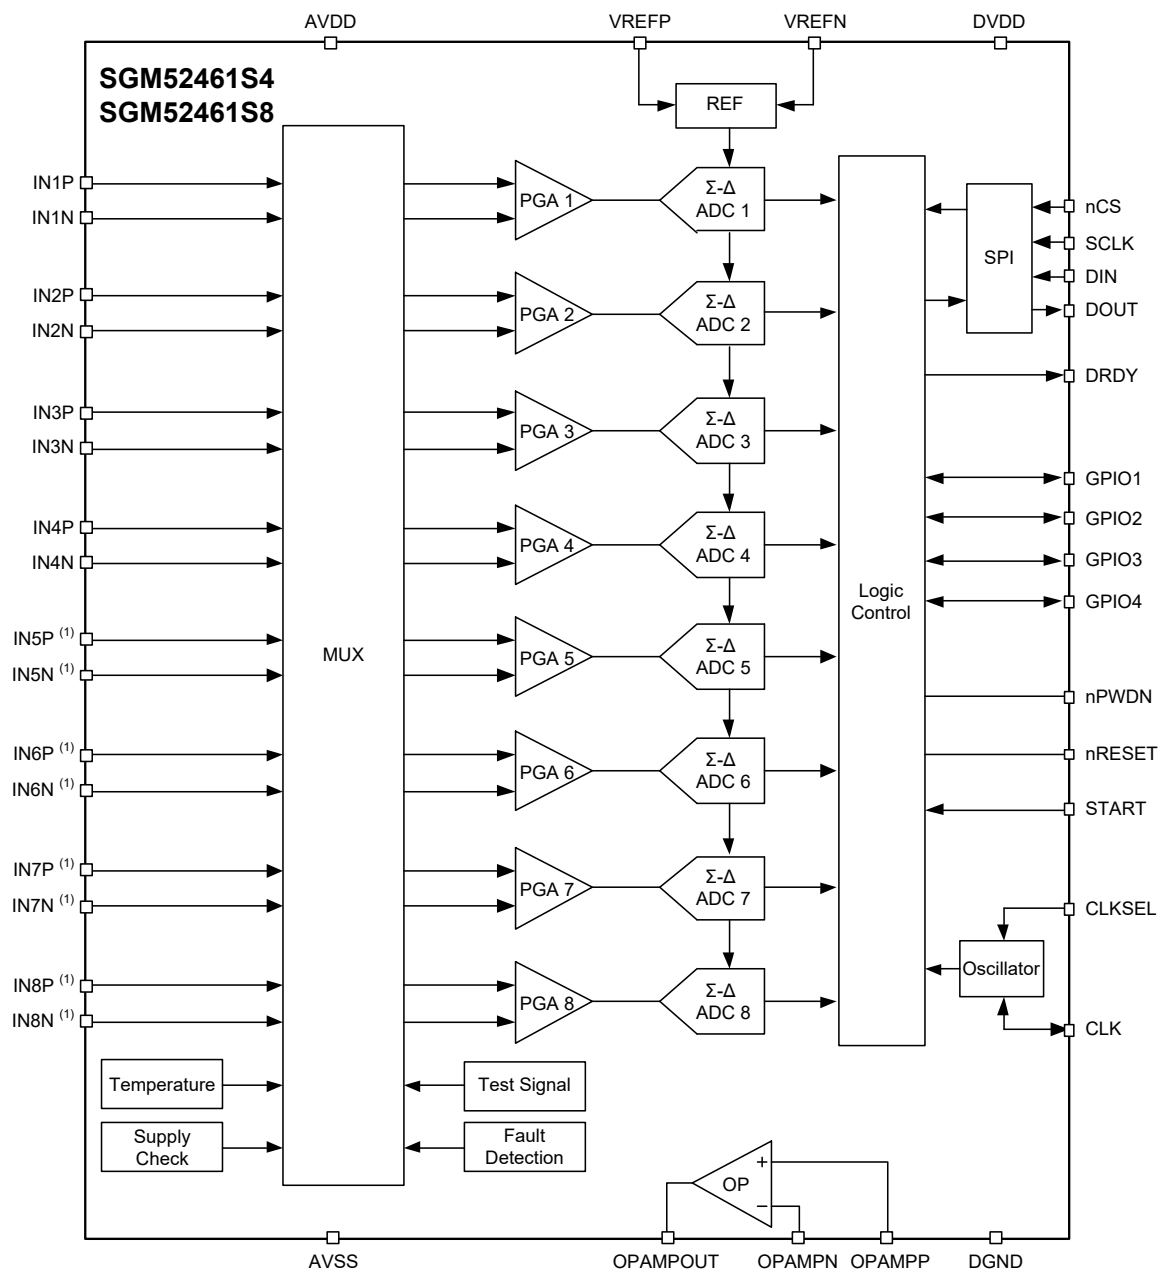 AVDD
VREFP
VREFN
DVDD
SGM52461S4
SGM52461S8
REF
IN1P
IN1N
PGA 1
Σ-Δ
ADC 1
IN2P
IN2N
PGA 2
Σ-Δ
ADC 2
IN3P
IN3N
PGA 3
Σ-Δ
ADC 3
IN4P
IN4N
PGA 4
Σ-Δ
ADC 4
IN5P (1)
IN5N (1)
MUX
PGA 5
Σ-Δ
ADC 5
IN6P (1)
IN6N (1)
PGA 6
Σ-Δ
ADC 6
IN7P (1)
IN7N (1)
PGA 7
Σ-Δ
ADC 7
IN8P (1)
IN8N (1)
PGA 8
Σ-Δ
ADC 8
Logic
Control
SPI
nCS
SCLK
DIN
DOUT
DRDY
GPIO1
GPIO2
GPIO3
GPIO4
nPWDN
nRESET
START
CLKSEL
Oscillator
CLK
Temperature
Test Signal
Supply
Check
Fault
Detection
OP
+
−
AVSS
OPAMPOUT
OPAMPN
OPAMPP
DGND